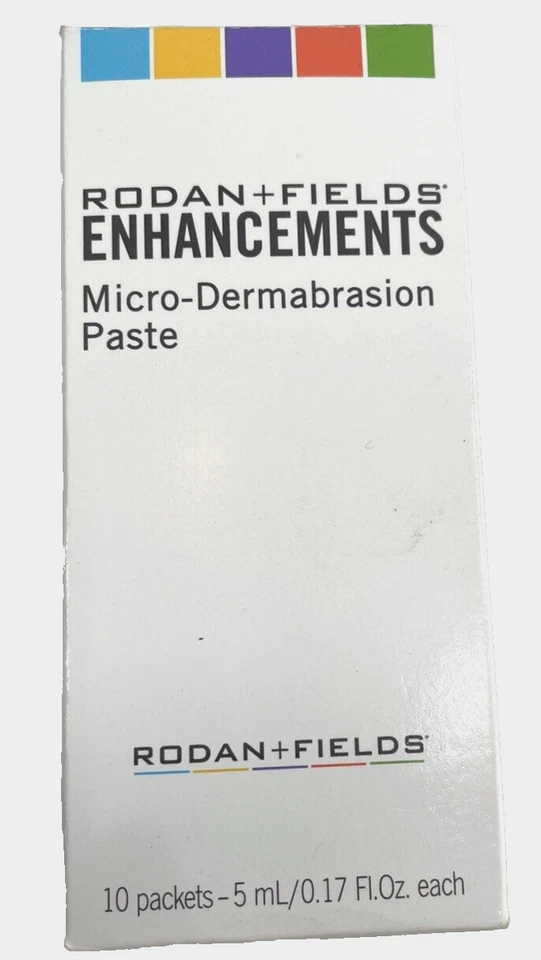 RODAN+FIELDS®
ENHANCEMENTS
Micro-Dermabrasion
Paste
RODAN+FIELDS®
10 packets – 5 mL/0.17 Fl.Oz. each